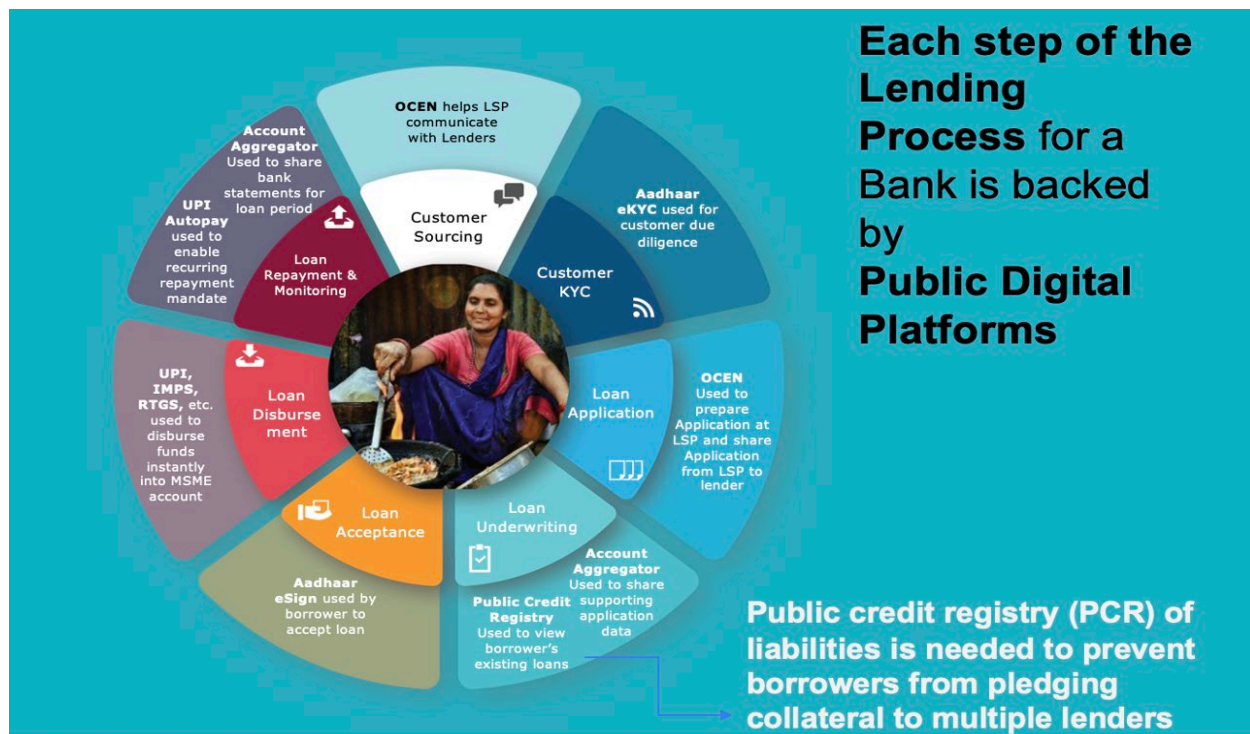 Each step of the
Lending
Process for a
Bank is backed
by
Public Digital
Platforms
OCEN helps LSP
communicate
with Lenders
Customer
Sourcing
Aadhaar
eKYC used for
customer due
diligence
Customer
KYC
OCEN
Used to
prepare
Application at
LSP and share
Application
from LSP to
lender
Loan
Application
Loan
Underwriting
Account
Aggregator
Used to share
supporting
application
data
Public Credit
Registry
Used to view
borrower's
existing loans
Loan
Acceptance
Aadhaar
eSign used by
borrower to
accept loan
Loan
Disburse
ment
UPI,
IMPS,
RTGS, etc.
used to
disburse
funds
instantly
into MSME
account
Loan
Repayment &
Monitoring
UPI
Autopay
used to
enable
recurring
repayment
mandate
Account
Aggregator
Used to share
bank
statements for
loan period
Public credit registry (PCR) of
liabilities is needed to prevent
borrowers from pledging
collateral to multiple lenders